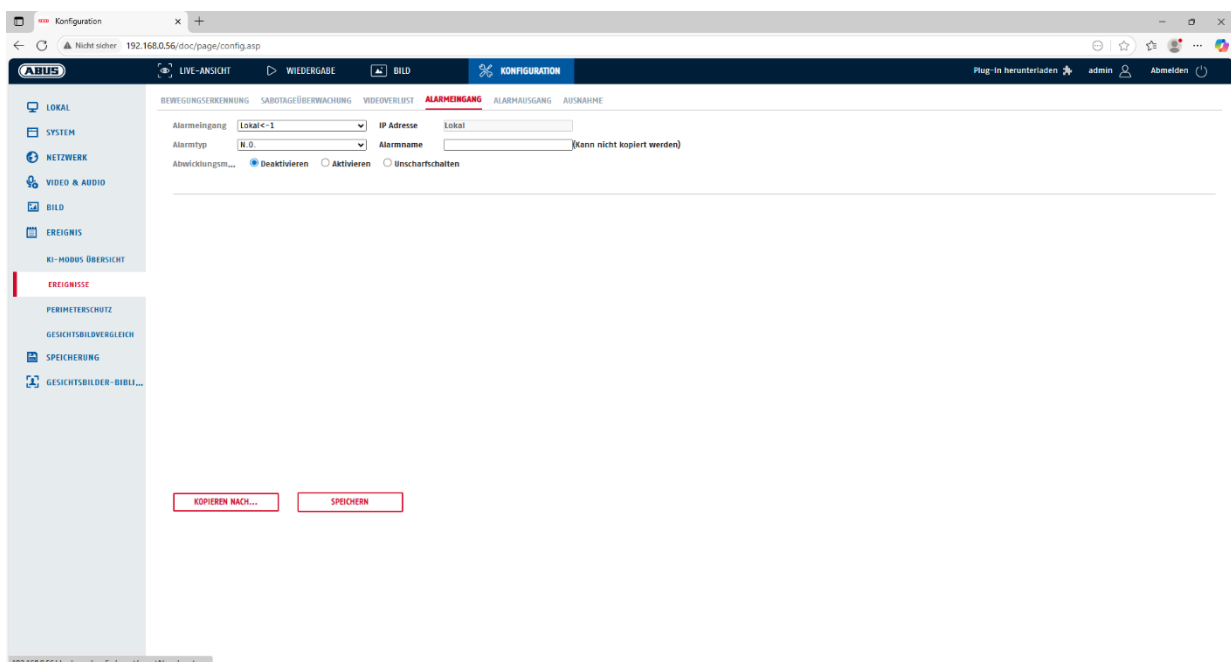 Konfiguration
Nicht sicher 192.168.0.56/doc/page/config.asp
ABUS LIVE-ANSICHT WIEDERGABE BILD KONFIGURATION Plug-In herunterladen admin Abmelden
BEWEGUNGSERKENNUNG SABOTAGEÜBERWACHUNG VIDEOVERLUST ALARMEINGANG ALARMAUSGANG AUSNAHME
LOKAL
SYSTEM
NETZWERK
VIDEO & AUDIO
BILD
EREIGNIS
KI-MODUS ÜBERSICHT
EREIGNISSE
PERIMETERSCHUTZ
GESICHTSBILDVERGLEICH
SPEICHERUNG
GESICHTSBILDER-BIBLI...
Alarmeingang Lokal<-1 IP Adresse Lokal
Alarmtyp N.O. Alarmname (Kann nicht kopiert werden)
Abwicklungsm... Deaktivieren Aktivieren Unscharfschalten
KOPIEREN NACH... SPEICHERN